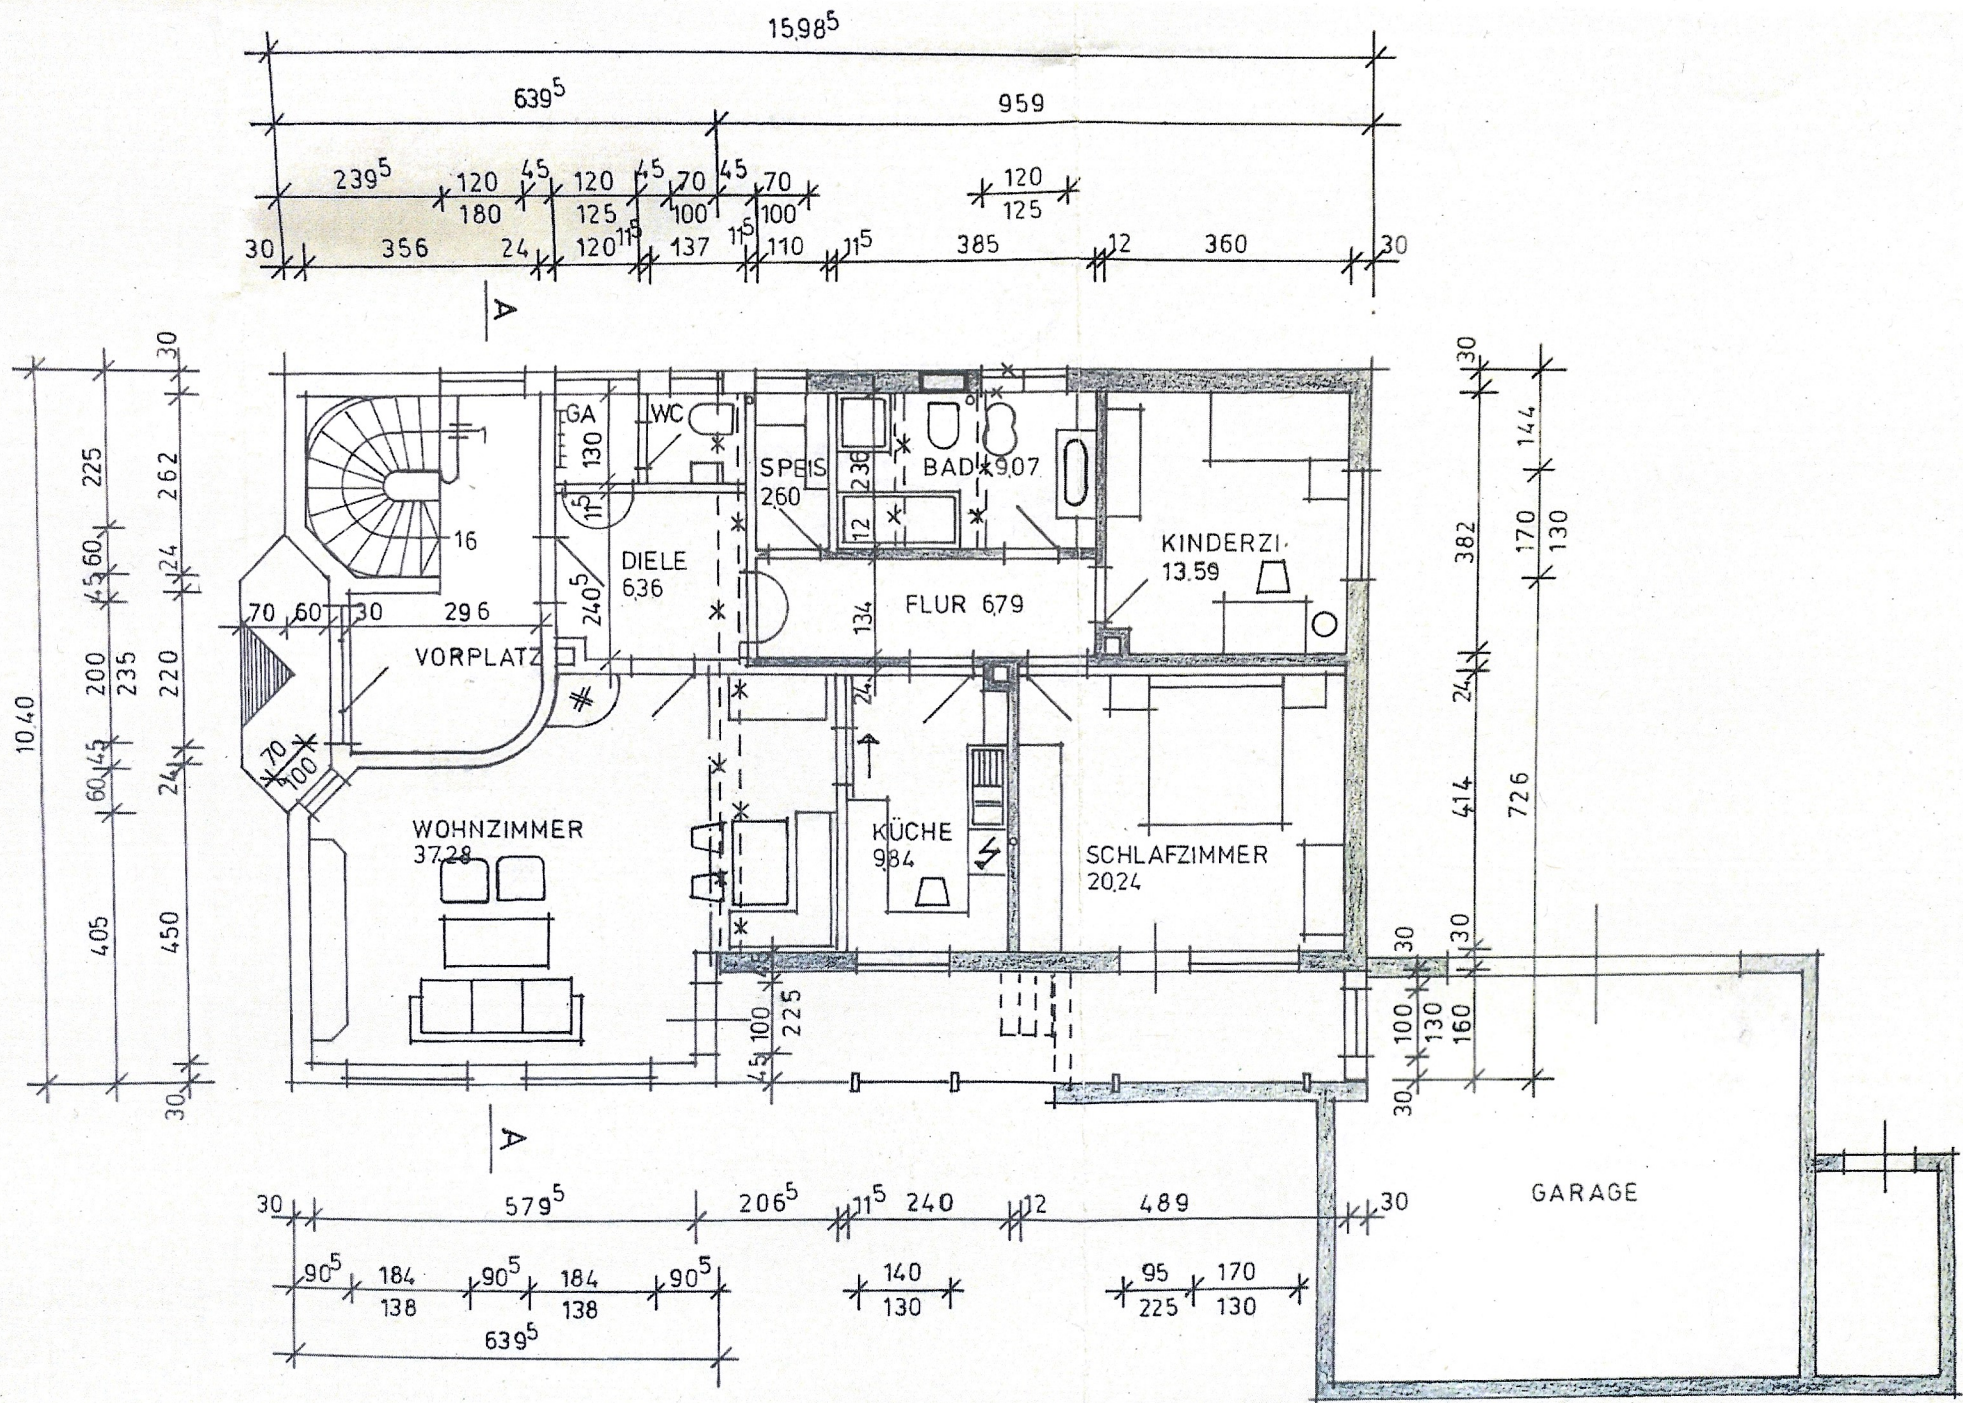 15,98⁵
639⁵ 959
239⁵ 120 45 120 45 70 45 70 120
180 125 100 100 125
30 356 24 120 11⁵ 137 11⁵ 110 11⁵ 385 12 360 30
A
10,40
225 60 45 200 235 45 60 405
30 262 24 220 24 450 30
GA
130
WC
SPEIS
2,60
236
BAD 9,07
12
1
16
11⁵
DIELE
6,36
240⁵
FLUR 6,79
134
KINDERZI.
13.59
70 60 30 296
VORPLATZ
24
70
100
WOHNZIMMER
37,28
KÜCHE
9,84
SCHLAFZIMMER
20,24
45 100 225 45
30 382 24 414 30 160
144 170 130 726
30 100 130 30
A
GARAGE
30 579⁵ 206⁵ 11⁵ 240 12 489 30
90⁵ 184 90⁵ 184 90⁵ 140 95 170
138 138 130 225 130
639⁵